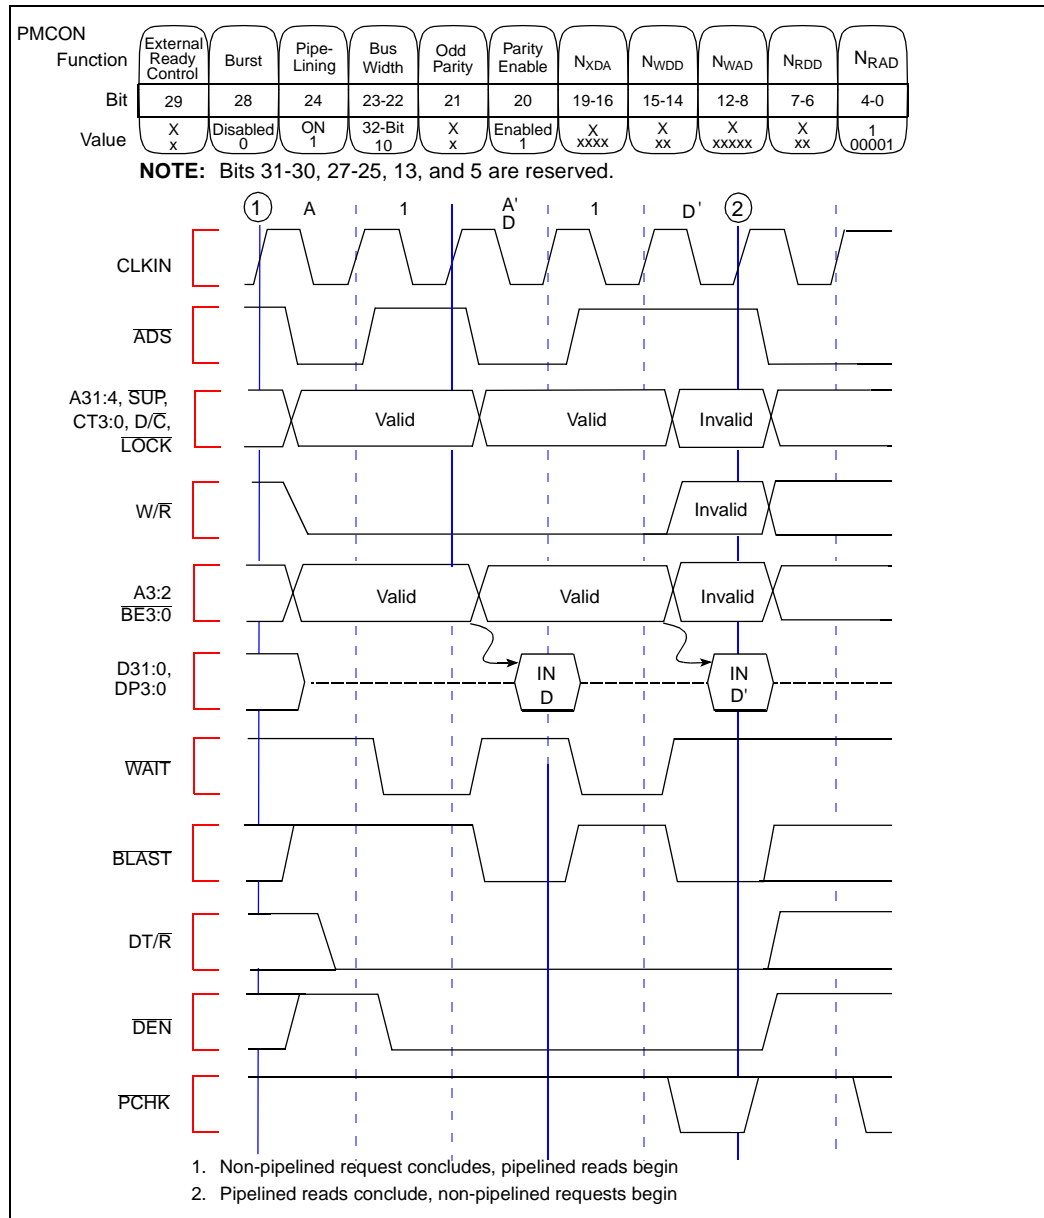 PMCON
Function External Ready Control Burst Pipe-Lining Bus Width Odd Parity Parity Enable NXDA NWDD NWAD NRDD NRAD
Bit 29 28 24 23-22 21 20 19-16 15-14 12-8 7-6 4-0
Value X x Disabled 0 ON 1 32-Bit 10 X x Enabled 1 X xxxx X xx X xxxxx X xx 1 00001
NOTE: Bits 31-30, 27-25, 13, and 5 are reserved.
1 A 1 A' D 1 D' 2
CLKIN
ADS
A31:4, SUP,
CT3:0, D/C,
LOCK
Valid Valid Invalid
W/R
Invalid
A3:2
BE3:0
Valid Valid Invalid
D31:0,
DP3:0
IN D IN D'
WAIT
BLAST
DT/R
DEN
PCHK
1. Non-pipelined request concludes, pipelined reads begin
2. Pipelined reads conclude, non-pipelined requests begin